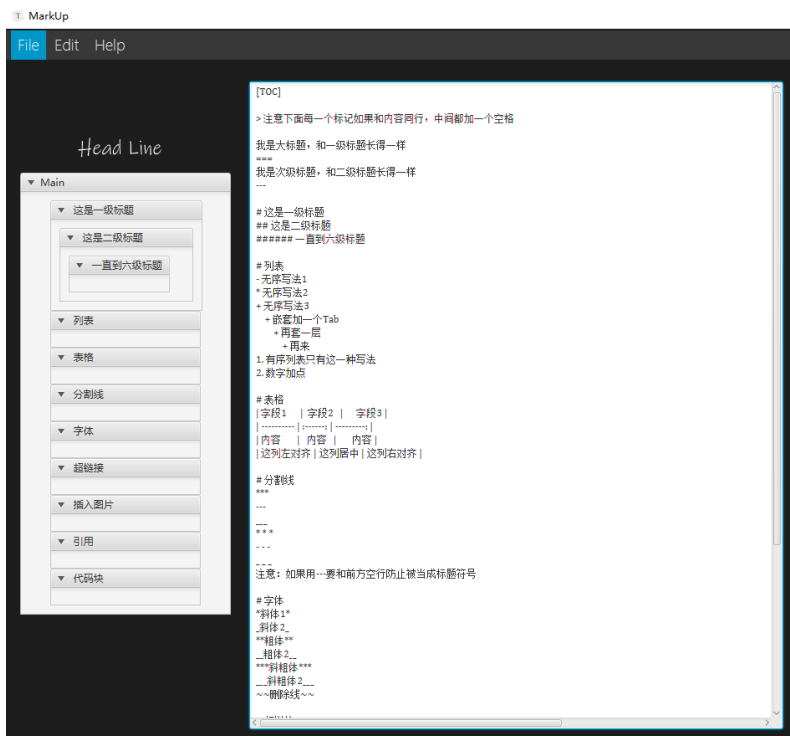 MarkUp
File Edit Help
Head Line
Main
这是一级标题
这是二级标题
一直到六级标题
列表
表格
分割线
字体
超链接
插入图片
引用
代码块
[TOC]
>注意下面每一个标记如果和内容同行，中间都加一个空格
我是大标题，和一级标题长得一样
===
我是次级标题，和二级标题长得一样
---
# 这是一级标题
## 这是二级标题
###### 一直到六级标题
# 列表
- 无序写法1
* 无序写法2
+ 无序写法3
+ 嵌套加一个Tab
+ 再套一层
+ 再来
1. 有序列表只有这一种写法
2. 数字加点
# 表格
|字段1 | 字段2 | 字段3|
|----------|:------:|---------:|
|内容 | 内容 | 内容|
|这列左对齐|这列居中|这列右对齐|
# 分割线
***
---
___
* * *
- - -
_ _ _
注意：如果用---要和前方空行防止被当成标题符号
# 字体
*斜体1*
_斜体2_
**粗体**
__粗体2__
***斜粗体***
___斜粗体2___
~~删除线~~